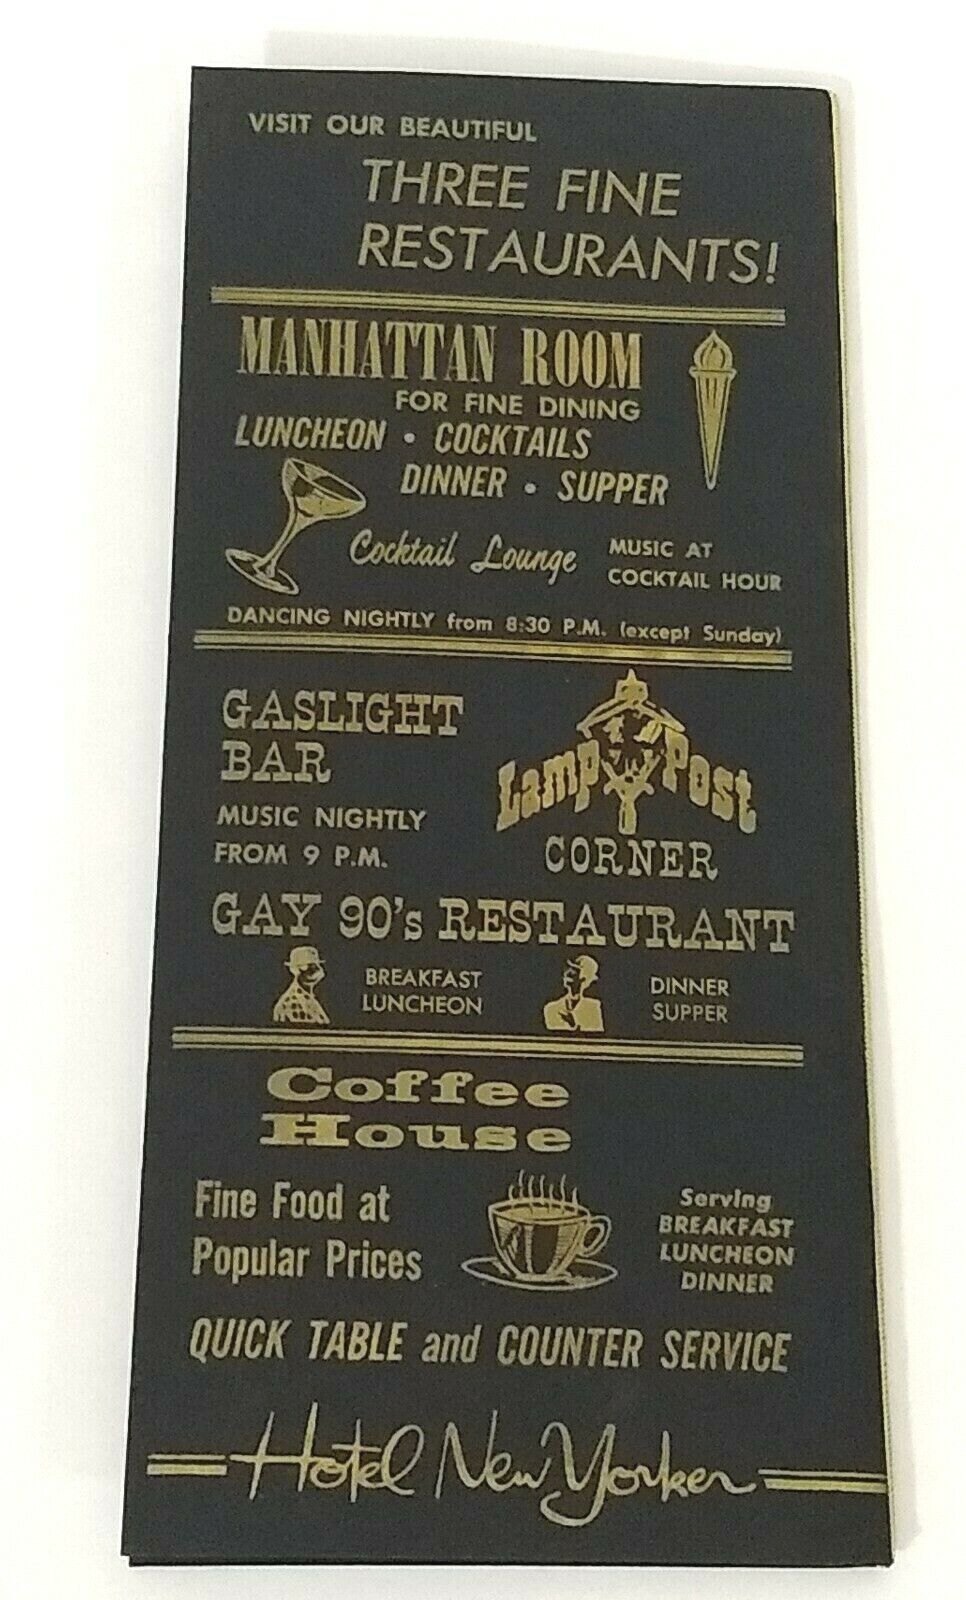 VISIT OUR BEAUTIFUL
THREE FINE
RESTAURANTS!
MANHATTAN ROOM
FOR FINE DINING
LUNCHEON • COCKTAILS
DINNER • SUPPER
Cocktail Lounge
MUSIC AT
COCKTAIL HOUR
DANCING NIGHTLY from 8:30 P.M. (except Sunday)
GASLIGHT
BAR
MUSIC NIGHTLY
FROM 9 P.M.
Lamp Post
CORNER
GAY 90's RESTAURANT
BREAKFAST
LUNCHEON
DINNER
SUPPER
Coffee
House
Fine Food at
Popular Prices
Serving
BREAKFAST
LUNCHEON
DINNER
QUICK TABLE and COUNTER SERVICE
Hotel New Yorker